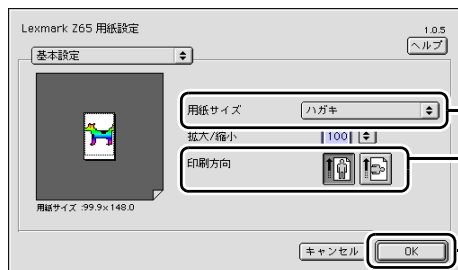 Lexmark Z65 用紙設定
1.0.5
ヘルプ
基本設定
用紙サイズ
ハガキ
拡大/縮小
100
印刷方向
用紙サイズ :99.9×148.0
キャンセル
OK